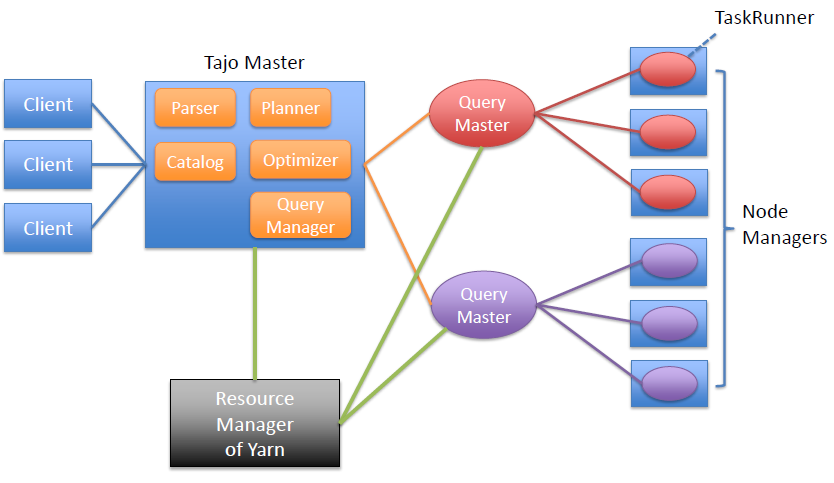 TaskRunner
Tajo Master
Client
Client
Client
Parser
Planner
Catalog
Optimizer
Query
Manager
Query
Master
Query
Master
Node
Managers
Resource
Manager
of Yarn